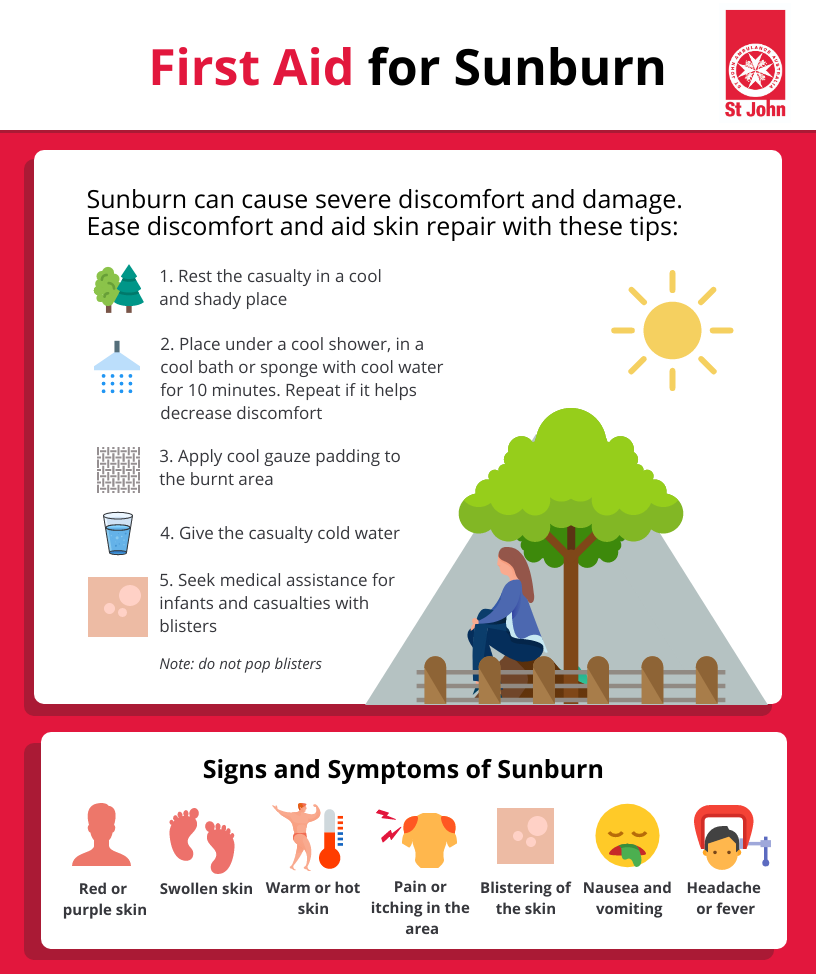 First Aid for Sunburn
ST JOHN AMBULANCE AUSTRALIA
St John
Sunburn can cause severe discomfort and damage.
Ease discomfort and aid skin repair with these tips:
1. Rest the casualty in a cool
and shady place
2. Place under a cool shower, in a
cool bath or sponge with cool water
for 10 minutes. Repeat if it helps
decrease discomfort
3. Apply cool gauze padding to
the burnt area
4. Give the casualty cold water
5. Seek medical assistance for
infants and casualties with
blisters
Note: do not pop blisters
Signs and Symptoms of Sunburn
Red or
purple skin
Swollen skin
Warm or hot
skin
Pain or
itching in the
area
Blistering of
the skin
Nausea and
vomiting
Headache
or fever